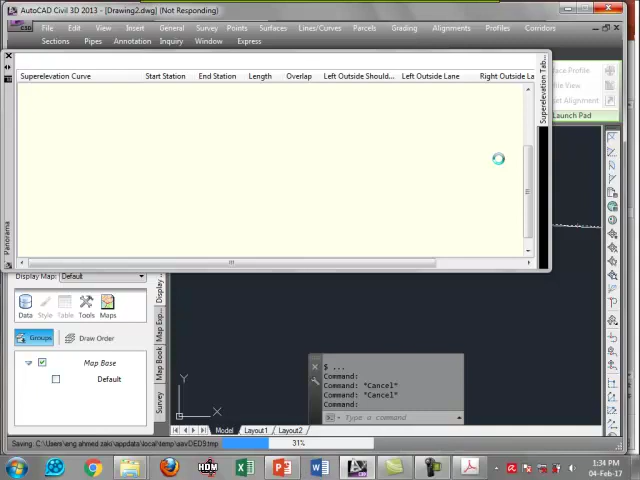 AutoCAD Civil 3D 2013 - [Drawing2.dwg] (Not Responding)
File Edit View Insert General Survey Points Surfaces Lines/Curves Parcels Grading Alignments Profiles Corridors
Sections Pipes Annotation Inquiry Window Express
Superelevation Curve Start Station End Station Length Overlap Left Outside Should... Left Outside Lane Right Outside La
Superelevation Tab...
Panorama
Launch Pad
Display Map: Default
Data Style Table Tools Maps
Groups Draw Order
Map Base
Default
Map Book
Survey
Y
X
$ ...
Command:
Command: *Cancel*
Command: *Cancel*
Command:
Type a command
Model Layout1 Layout2
Saving: C:\users\eng ahmed zaki\appdata\local\temp\aavDED9.tmp 31%
HDM
1:34 PM
04-Feb-17